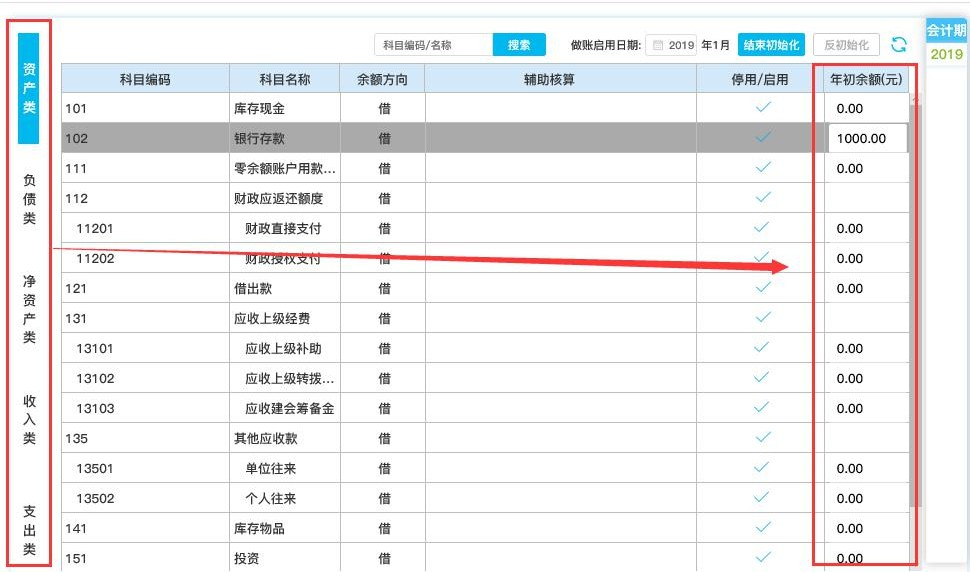 资产类
负债类
净资产类
收入类
支出类
科目编码/名称 搜索 做账启用日期: 2019 年1月 结束初始化 反初始化
会计期
2019
科目编码 科目名称 余额方向 辅助核算 停用/启用 年初余额(元)
101 库存现金 借 0.00
102 银行存款 借 1000.00
111 零余额账户用款... 借 0.00
112 财政应返还额度 借
11201 财政直接支付 借 0.00
11202 财政授权支付 借 0.00
121 借出款 借 0.00
131 应收上级经费 借
13101 应收上级补助 借 0.00
13102 应收上级转拨... 借 0.00
13103 应收建会筹备金 借 0.00
135 其他应收款 借
13501 单位往来 借 0.00
13502 个人往来 借 0.00
141 库存物品 借 0.00
151 投资 借 0.00